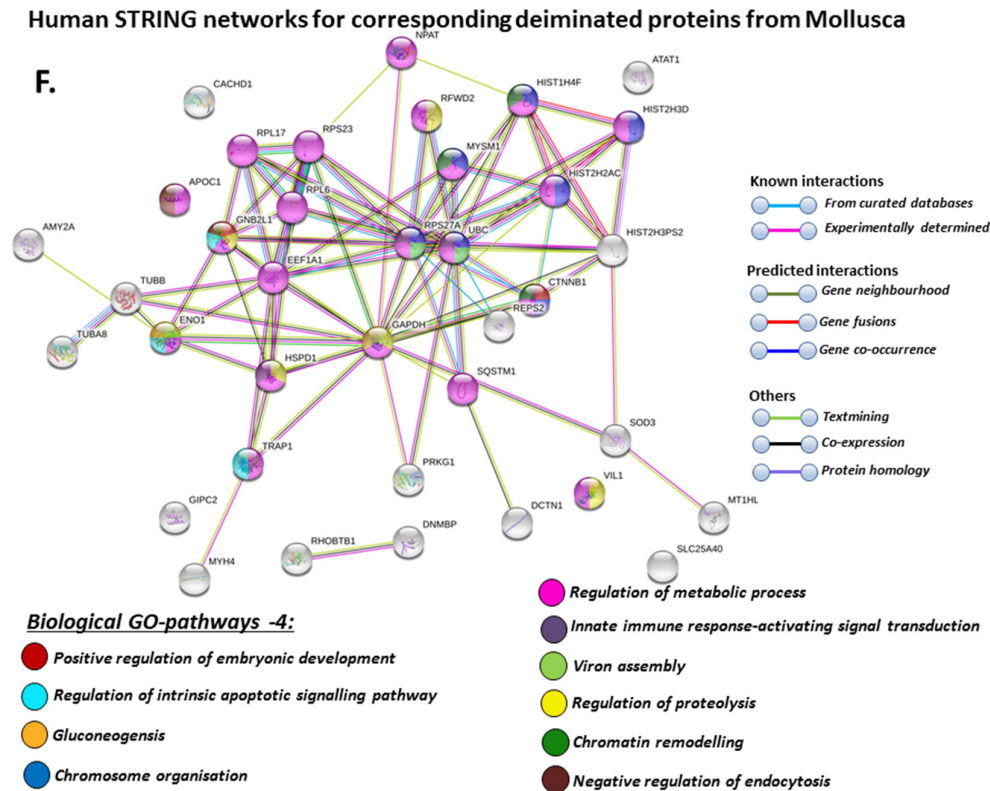 Human STRING networks for corresponding deiminated proteins from Mollusca
F.
NPAT
ATAT1
CACHD1
HIST1H4F
RFWD2
HIST2H3D
RPL17
RPS23
MYSM1
HIST2H2AC
APOC1
RPL6
GNB2L1
RPS27A
UBC
HIST2H3PS2
AMY2A
EEF1A1
CTNNB1
TUBB
REPS2
ENO1
GAPDH
TUBA8
HSPD1
SQSTM1
SOD3
TRAP1
PRKG1
VIL1
GIPC2
DCTN1
MT1HL
DNMBP
RHOBTB1
MYH4
SLC25A40
Known interactions
From curated databases
Experimentally determined
Predicted interactions
Gene neighbourhood
Gene fusions
Gene co-occurrence
Others
Textmining
Co-expression
Protein homology
Biological GO-pathways -4:
Positive regulation of embryonic development
Regulation of intrinsic apoptotic signalling pathway
Gluconeogensis
Chromosome organisation
Regulation of metabolic process
Innate immune response-activating signal transduction
Viron assembly
Regulation of proteolysis
Chromatin remodelling
Negative regulation of endocytosis